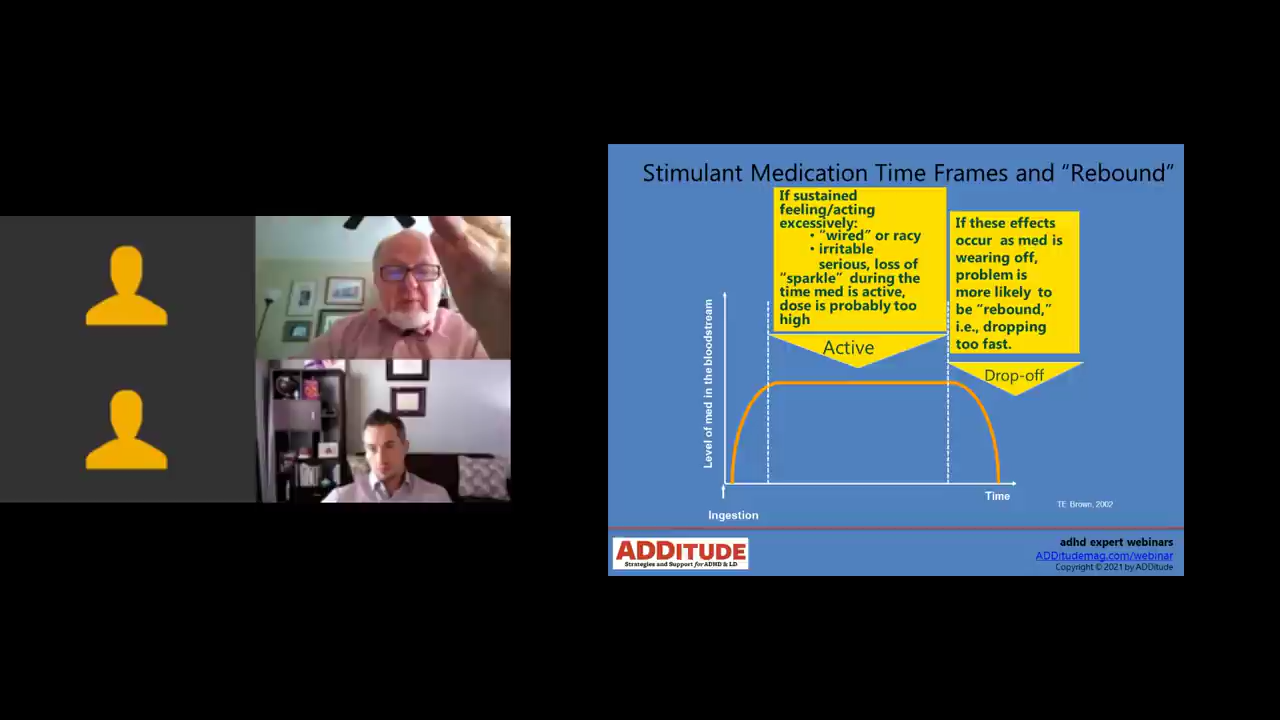 Stimulant Medication Time Frames and “Rebound”
If sustained
feeling/acting
excessively:
• “wired” or racy
• irritable
serious, loss of
“sparkle” during the
time med is active,
dose is probably too
high
If these effects
occur as med is
wearing off,
problem is
more likely to
be “rebound,”
i.e., dropping
too fast.
Active
Drop-off
Level of med in the bloodstream
Time
Ingestion
TE Brown, 2002
ADDITUDE
Strategies and Support for ADHD & LD
adhd expert webinars
ADDitudemag.com/webinar
Copyright © 2021 by ADDitude